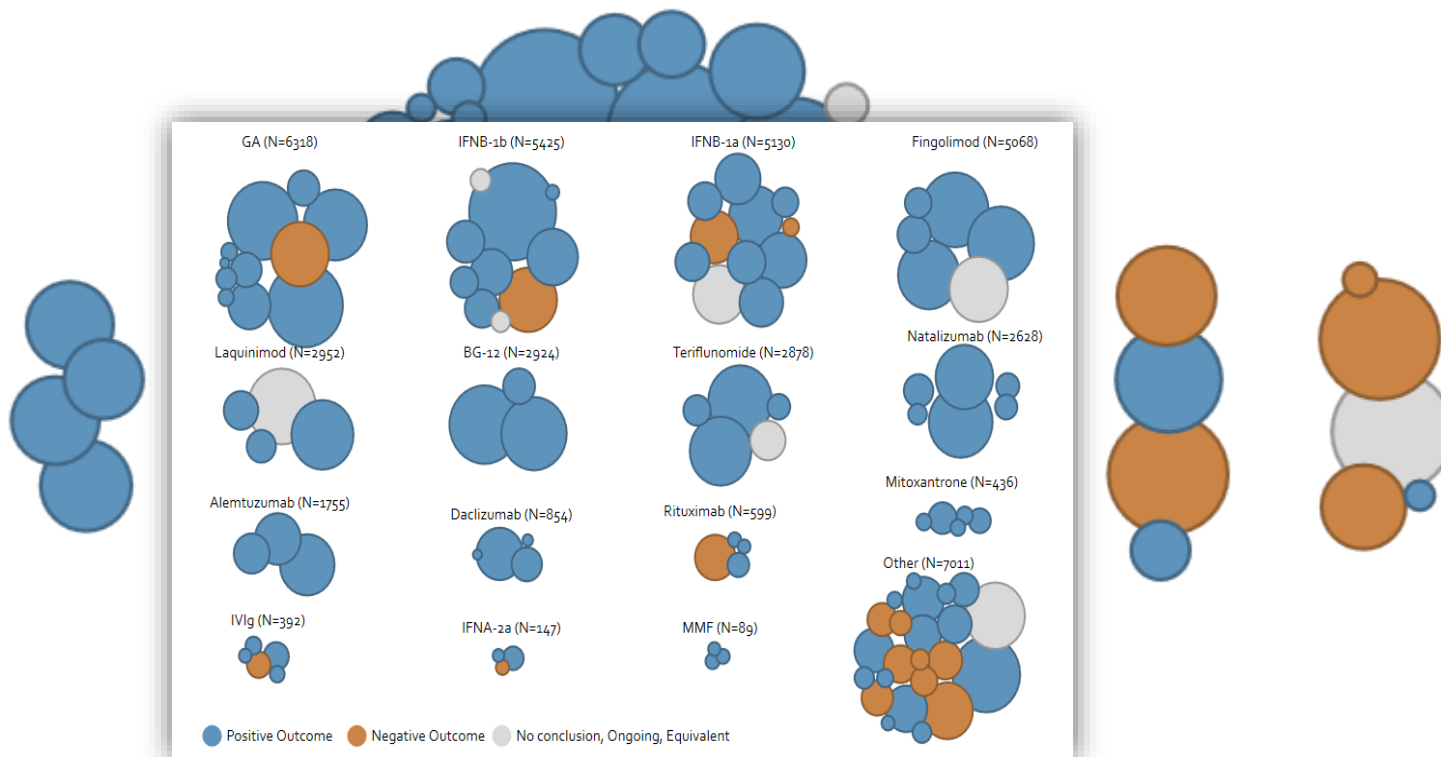 GA (N=6318) IFNB-1b (N=5425) IFNB-1a (N=5130) Fingolimod (N=5068)
Laquinimod (N=2952) BG-12 (N=2924) Teriflunomide (N=2878) Natalizumab (N=2628)
Alemtuzumab (N=1755) Daclizumab (N=854) Rituximab (N=599) Mitoxantrone (N=436)
Other (N=7011)
IVIg (N=392) IFNA-2a (N=147) MMF (N=89)
Positive Outcome Negative Outcome No conclusion, Ongoing, Equivalent